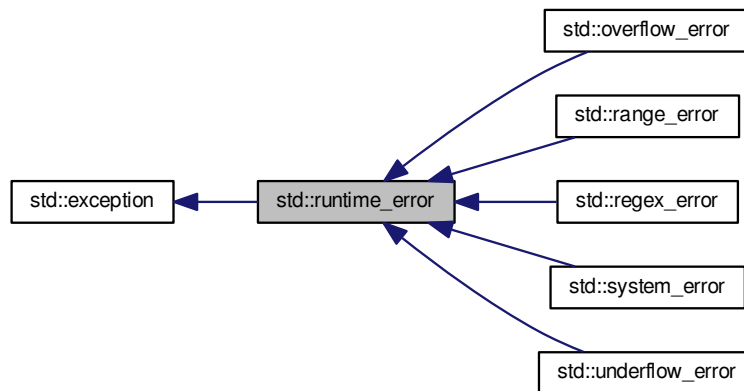 std::overflow_error
std::range_error
std::exception
std::runtime_error
std::regex_error
std::system_error
std::underflow_error